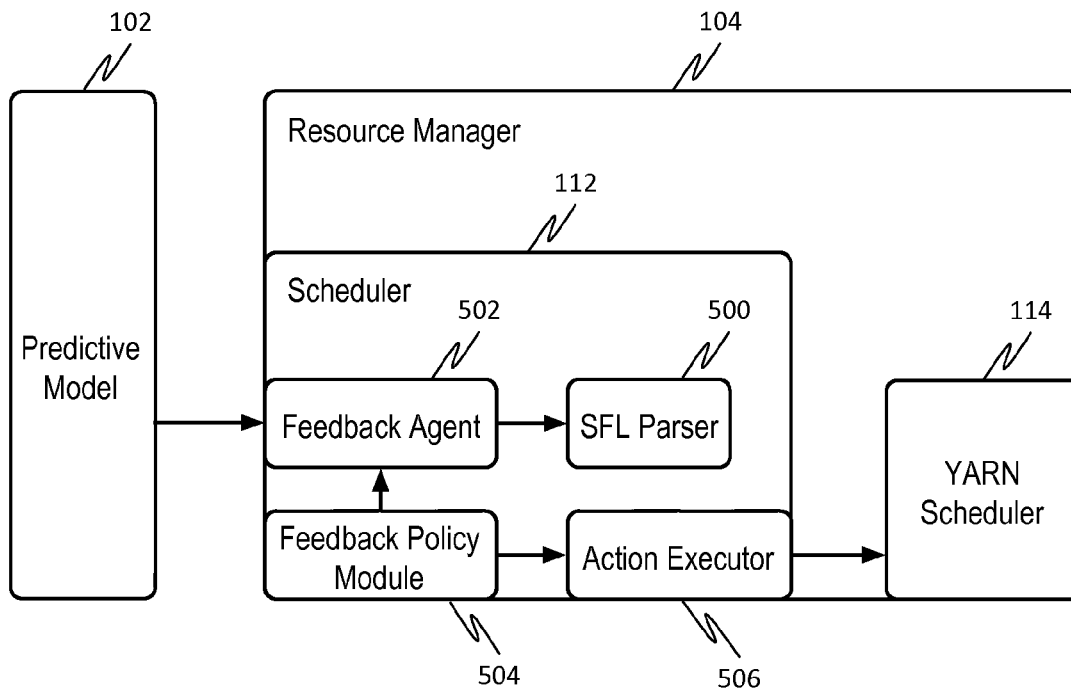 102
104
Resource Manager
112
Scheduler
502
500
114
Predictive
Model
Feedback Agent
SFL Parser
YARN
Scheduler
Feedback Policy
Module
Action Executor
504
506